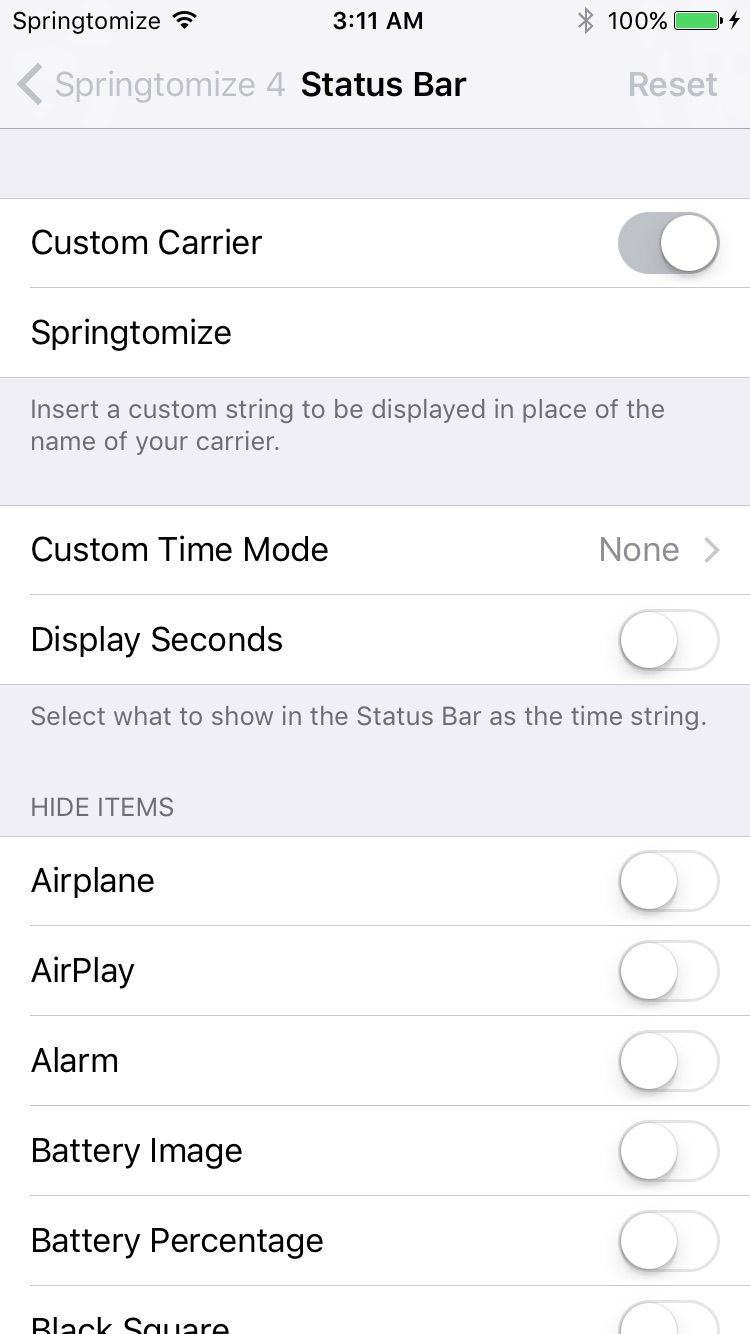 Springtomize 3:11 AM 100%
Springtomize 4 Status Bar Reset
Custom Carrier
Springtomize
Insert a custom string to be displayed in place of the
name of your carrier.
Custom Time Mode None
Display Seconds
Select what to show in the Status Bar as the time string.
HIDE ITEMS
Airplane
AirPlay
Alarm
Battery Image
Battery Percentage
Black Square